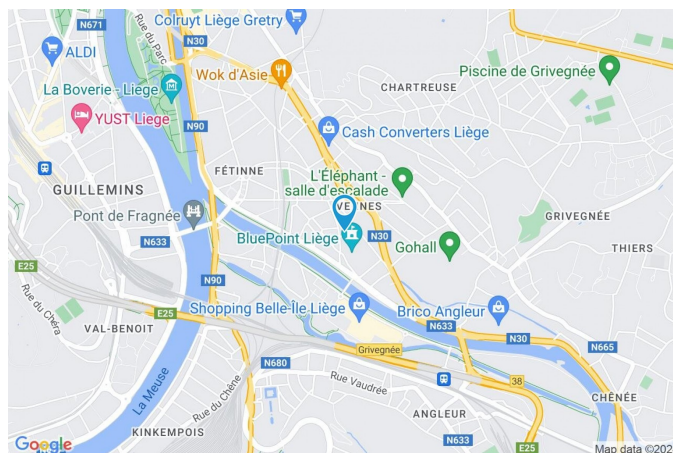 Colruyt Liège Gretry
N671
N30
Rue du Parc
ALDI
Wok d'Asie
Piscine de Grivegnée
CHARTREUSE
La Boverie - Liege
N90
YUST Liege
Cash Converters Liège
FÉTINNE
L'Éléphant -
salle d'escalade
GUILLEMINS
VENNES
Pont de Fragnée
GRIVEGNÉE
N633
BluePoint Liège
N30
THIERS
Gohall
E25
N90
Rue du Chéra
E25
Shopping Belle-Île Liège
Brico Angleur
VAL-BENOIT
N633
N30
Grivegnée
N665
La Meuse
N680
Rue du Chêne
Rue Vaudrée
38
CHÊNÉE
ANGLEUR
KINKEMPOIS
N633
E25
Google
Map data ©202